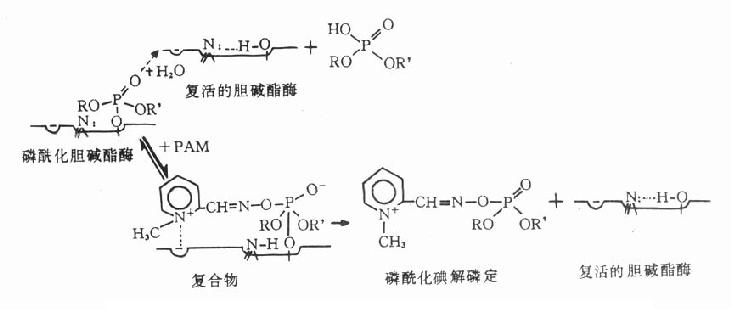 N: H-O + HO P O RO OR'
+H₂O
复活的胆碱酯酶
O P RO OR'
N: O
磷酰化胆碱酯酶
+ PAM
CH=N-O-P O⁻
N⁺ RO OR'
H₃C N-H O
复合物
CH=N-O-P O
N⁺ RO OR'
CH₃
磷酰化碘解磷定
+ N: H-O
复活的胆碱酯酶